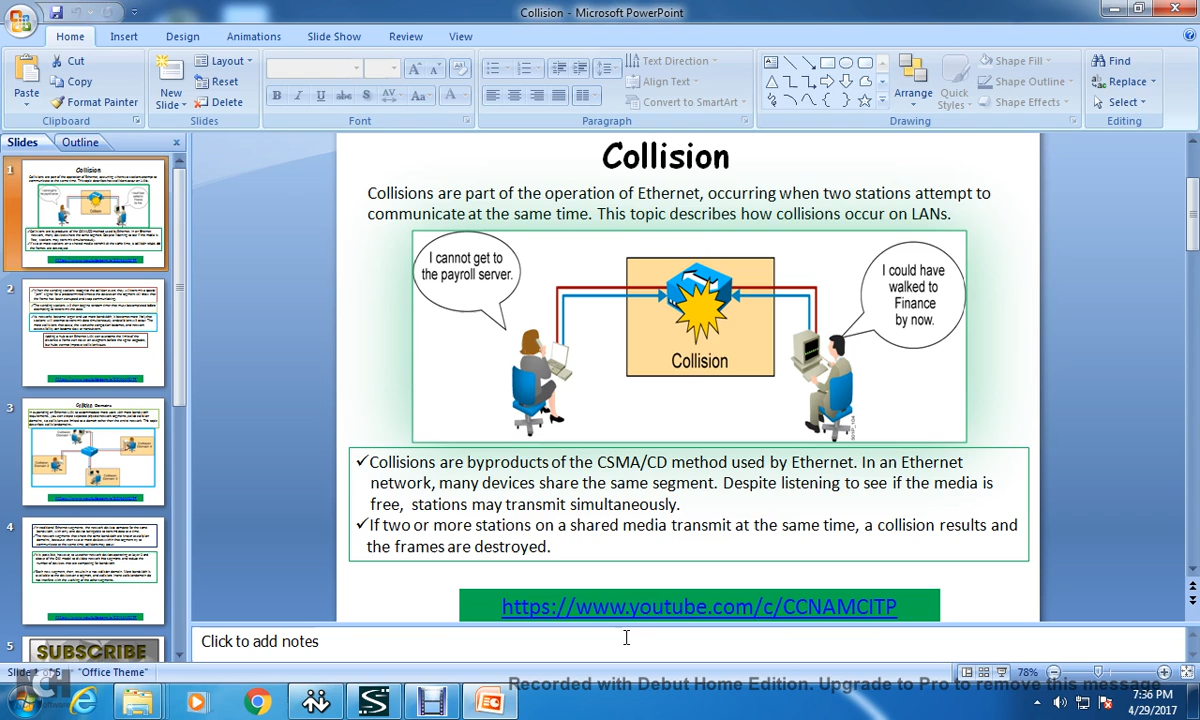 Collision - Microsoft PowerPoint
Home Insert Design Slide Show Animations Review View
Paste
Cut
Copy
Format Painter
Clipboard
New Slide
Layout
Reset
Delete
Slides
B I U abc S AV Aa A
Font
Text Direction
Align Text
Convert to SmartArt
Paragraph
Arrange
Quick Styles
Shape Fill
Shape Outline
Shape Effects
Drawing
Find
Replace
Select
Editing
Slides Outline
1
Collision
2
3
4
5
SUBSCRIBE
Collision
Collisions are part of the operation of Ethernet, occurring when two stations attempt to
communicate at the same time. This topic describes how collisions occur on LANs.
I cannot get to
the payroll server.
Collision
I could have
walked to
Finance
by now.
✓Collisions are byproducts of the CSMA/CD method used by Ethernet. In an Ethernet
network, many devices share the same segment. Despite listening to see if the media is
free, stations may transmit simultaneously.
✓If two or more stations on a shared media transmit at the same time, a collision results and
the frames are destroyed.
https://www.youtube.com/c/CCNAMCITP
Click to add notes
Slide 1 of 5 "Office Theme" 78%
Recorded with Debut Home Edition. Upgrade to Pro to remove this message.
7:36 PM
4/29/2017